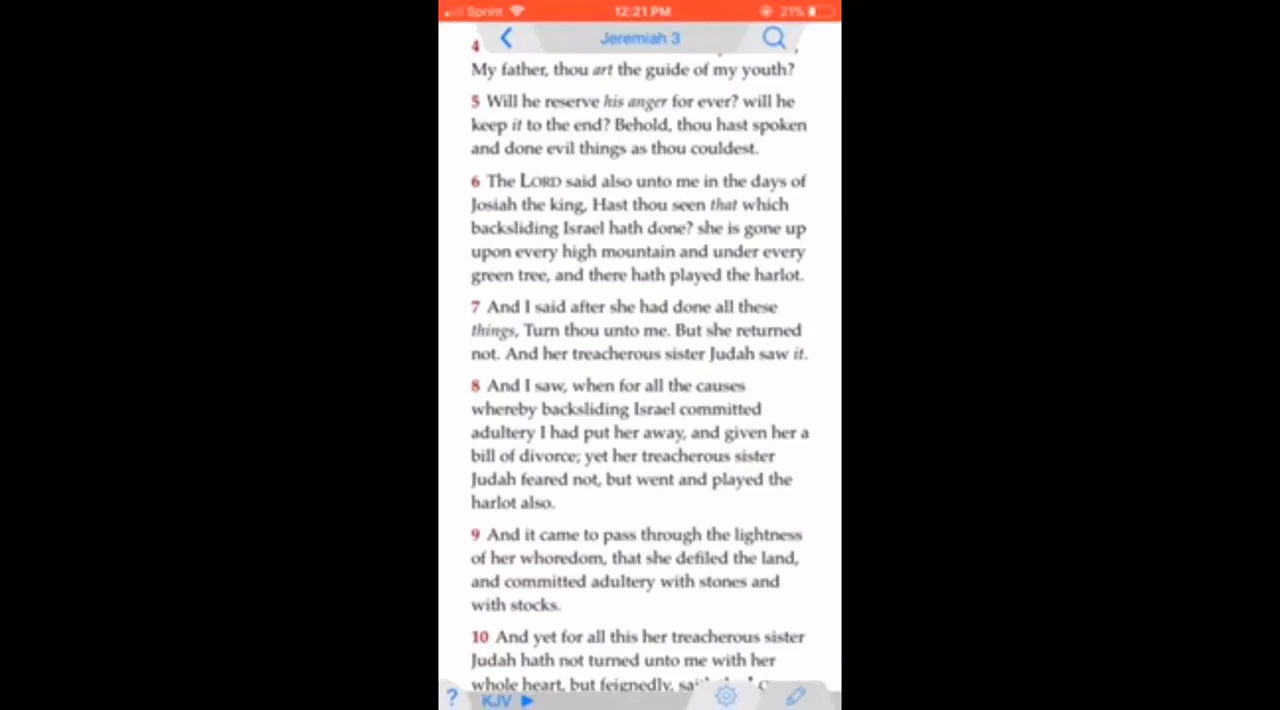 Sprint 12:21 PM 21%
Jeremiah 3
4
My father, thou art the guide of my youth?
5 Will he reserve his anger for ever? will he
keep it to the end? Behold, thou hast spoken
and done evil things as thou couldest.
6 The LORD said also unto me in the days of
Josiah the king, Hast thou seen that which
backsliding Israel hath done? she is gone up
upon every high mountain and under every
green tree, and there hath played the harlot.
7 And I said after she had done all these
things, Turn thou unto me. But she returned
not. And her treacherous sister Judah saw it.
8 And I saw, when for all the causes
whereby backsliding Israel committed
adultery I had put her away, and given her a
bill of divorce; yet her treacherous sister
Judah feared not, but went and played the
harlot also.
9 And it came to pass through the lightness
of her whoredom, that she defiled the land,
and committed adultery with stones and
with stocks.
10 And yet for all this her treacherous sister
Judah hath not turned unto me with her
whole heart, but feignedly,
? KJV